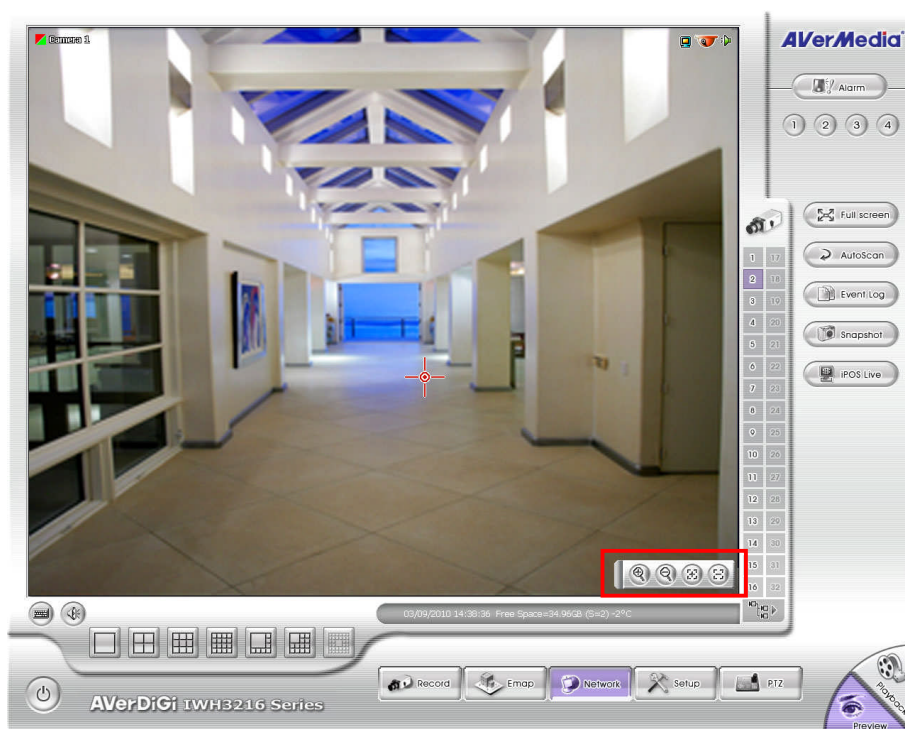 Camera 1
AVerMedia
Alarm
1 2 3 4
Full screen
AutoScan
Event Log
Snapshot
iPOS Live
1 17
2 18
3 19
4 20
5 21
6 22
7 23
8 24
9 25
10 26
11 27
12 28
13 29
14 30
15 31
16 32
03/09/2010 14:38:36 Free Space=34.96GB (S=2) -2°C
Record
Emap
Network
Setup
PTZ
AVerDiGi IWH3216 Series
Playback
Preview